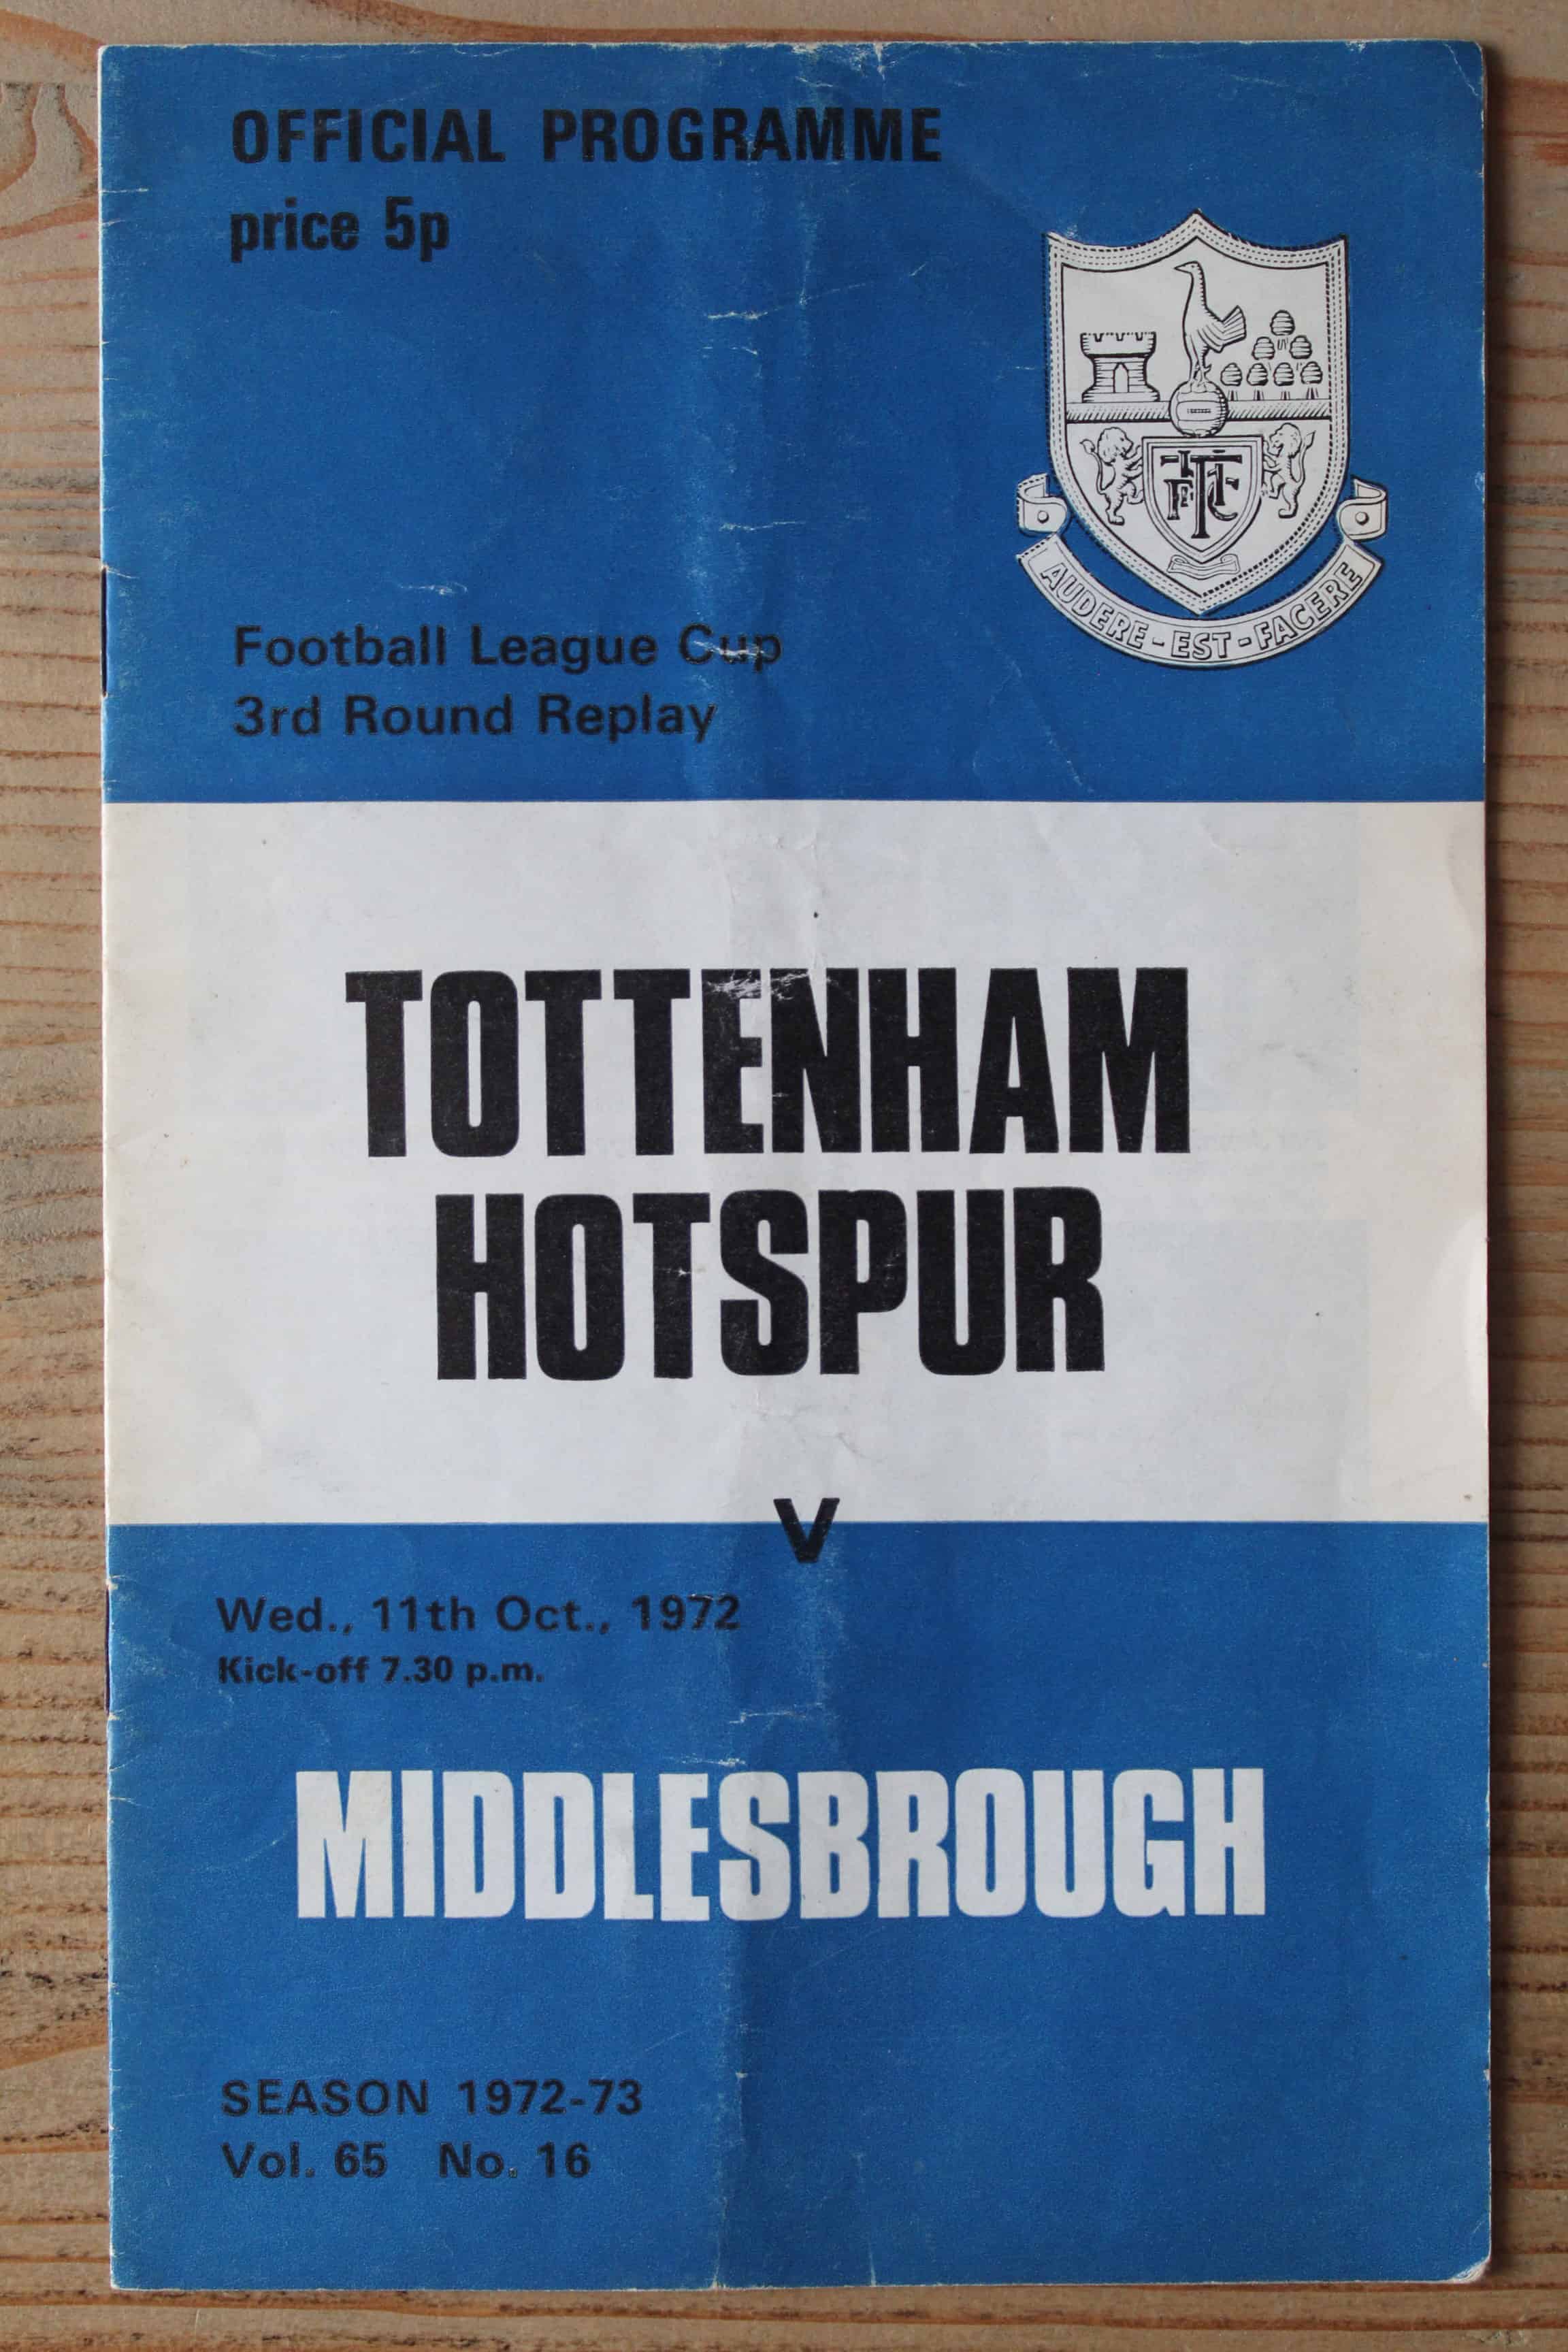 OFFICIAL PROGRAMME
price 5p
AUDERE-EST-FACERE
Football League Cup
3rd Round Replay
TOTTENHAM
HOTSPUR
V
Wed., 11th Oct., 1972
Kick-off 7.30 p.m.
MIDDLESBROUGH
SEASON 1972-73
Vol. 65 No. 16